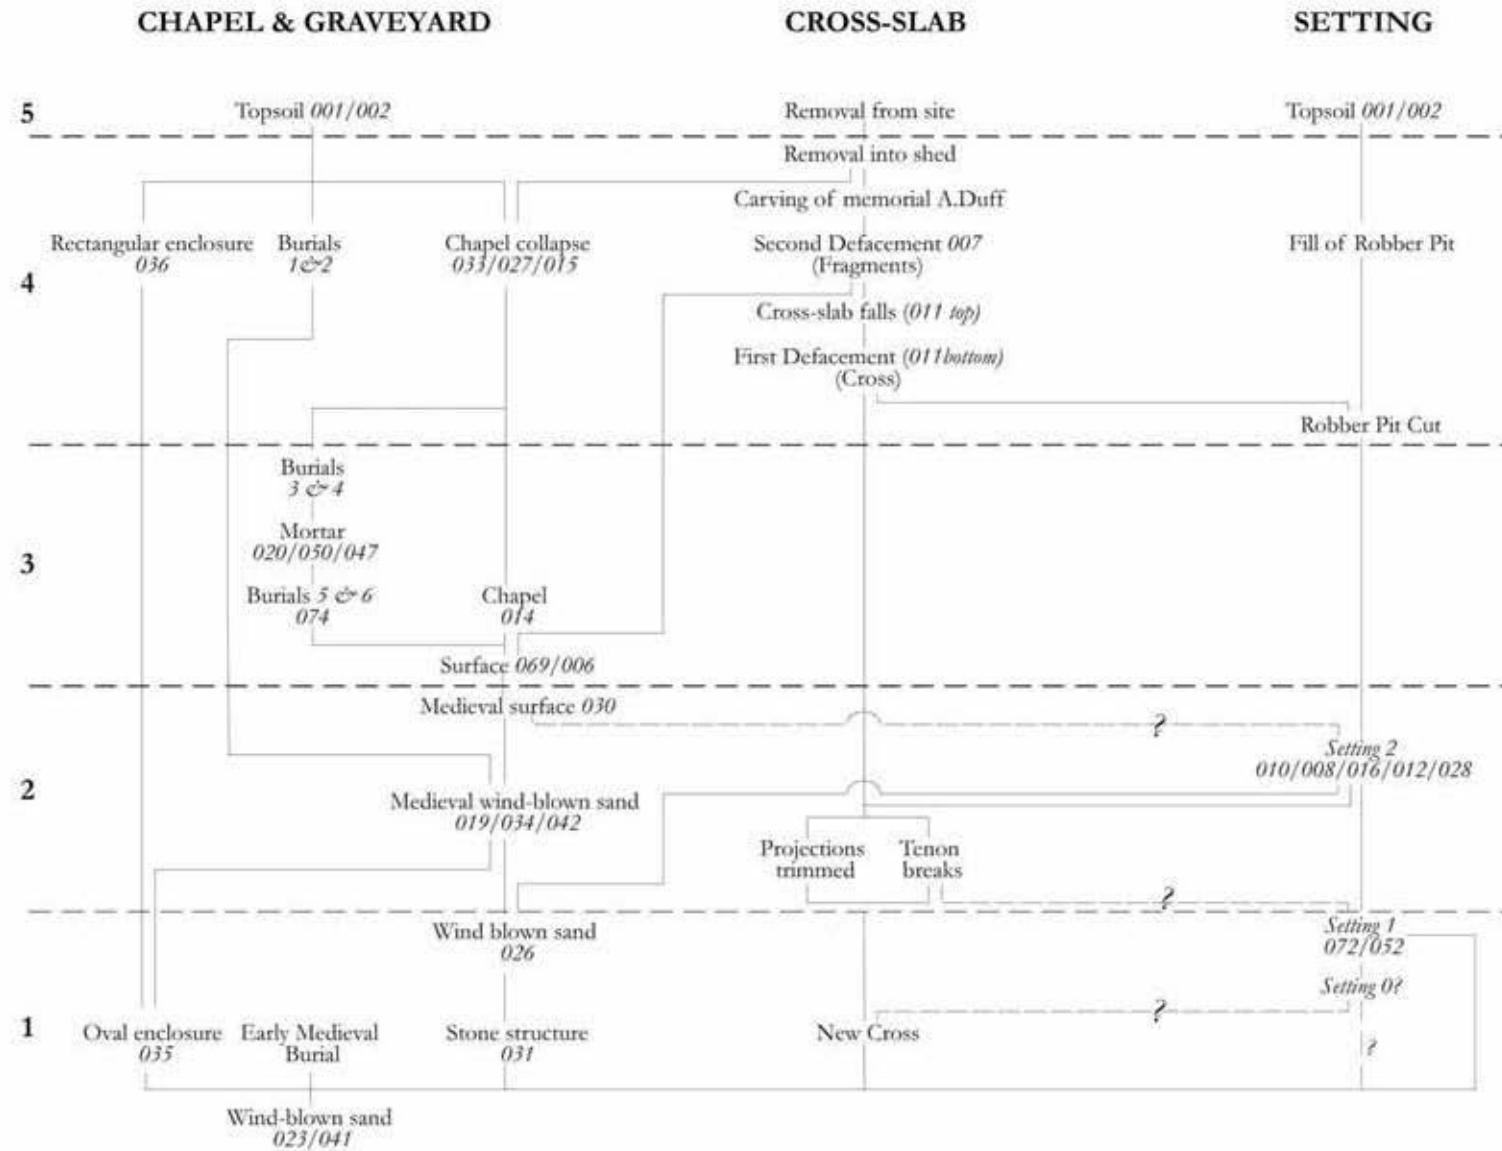 CHAPEL & GRAVEYARD
CROSS-SLAB
SETTING
5
Topsoil 001/002
Removal from site
Topsoil 001/002
Removal into shed
Carving of memorial A.Duff
4
Rectangular enclosure
036
Burials
1&2
Chapel collapse
033/027/015
Second Defacement 007
(Fragments)
Fill of Robber Pit
Cross-slab falls (011 top)
First Defacement (011bottom)
(Cross)
Robber Pit Cut
3
Burials
3 & 4
Mortar
020/050/047
Burials 5 & 6
074
Chapel
014
Surface 069/006
2
Medieval surface 030
?
Setting 2
010/008/016/012/028
Medieval wind-blown sand
019/034/042
Projections
trimmed
Tenon
breaks
?
1
Wind blown sand
026
Setting 1
072/052
Setting 0?
?
Oval enclosure
035
Early Medieval
Burial
Stone structure
031
New Cross
?
Wind-blown sand
023/041